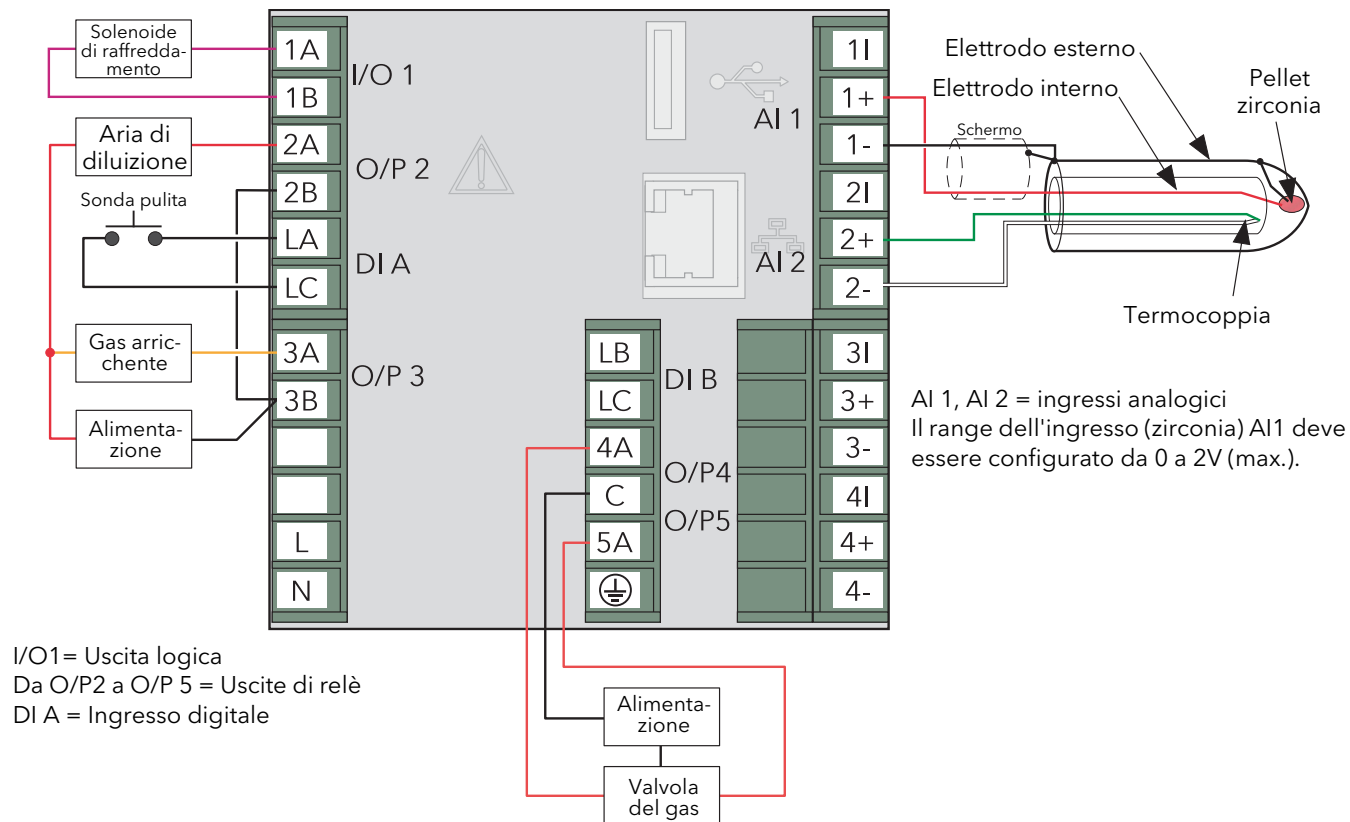 Solenoide
di raffredda-
mento
Aria di
diluizione
Sonda pulita
Gas arric-
chente
Alimenta-
zione
1A
1B
2A
2B
LA
LC
3A
3B
L
N
I/O 1
O/P 2
DI A
O/P 3
AI 1
AI 2
LB
LC
4A
C
5A
DI B
O/P4
O/P5
1I
1+
1-
2I
2+
2-
3I
3+
3-
4I
4+
4-
Elettrodo esterno
Elettrodo interno
Pellet
zirconia
Schermo
Termocoppia
AI 1, AI 2 = ingressi analogici
Il range dell'ingresso (zirconia) AI1 deve
essere configurato da 0 a 2V (max.).
I/O1= Uscita logica
Da O/P2 a O/P 5 = Uscite di relè
DI A = Ingresso digitale
Alimenta-
zione
Valvola
del gas